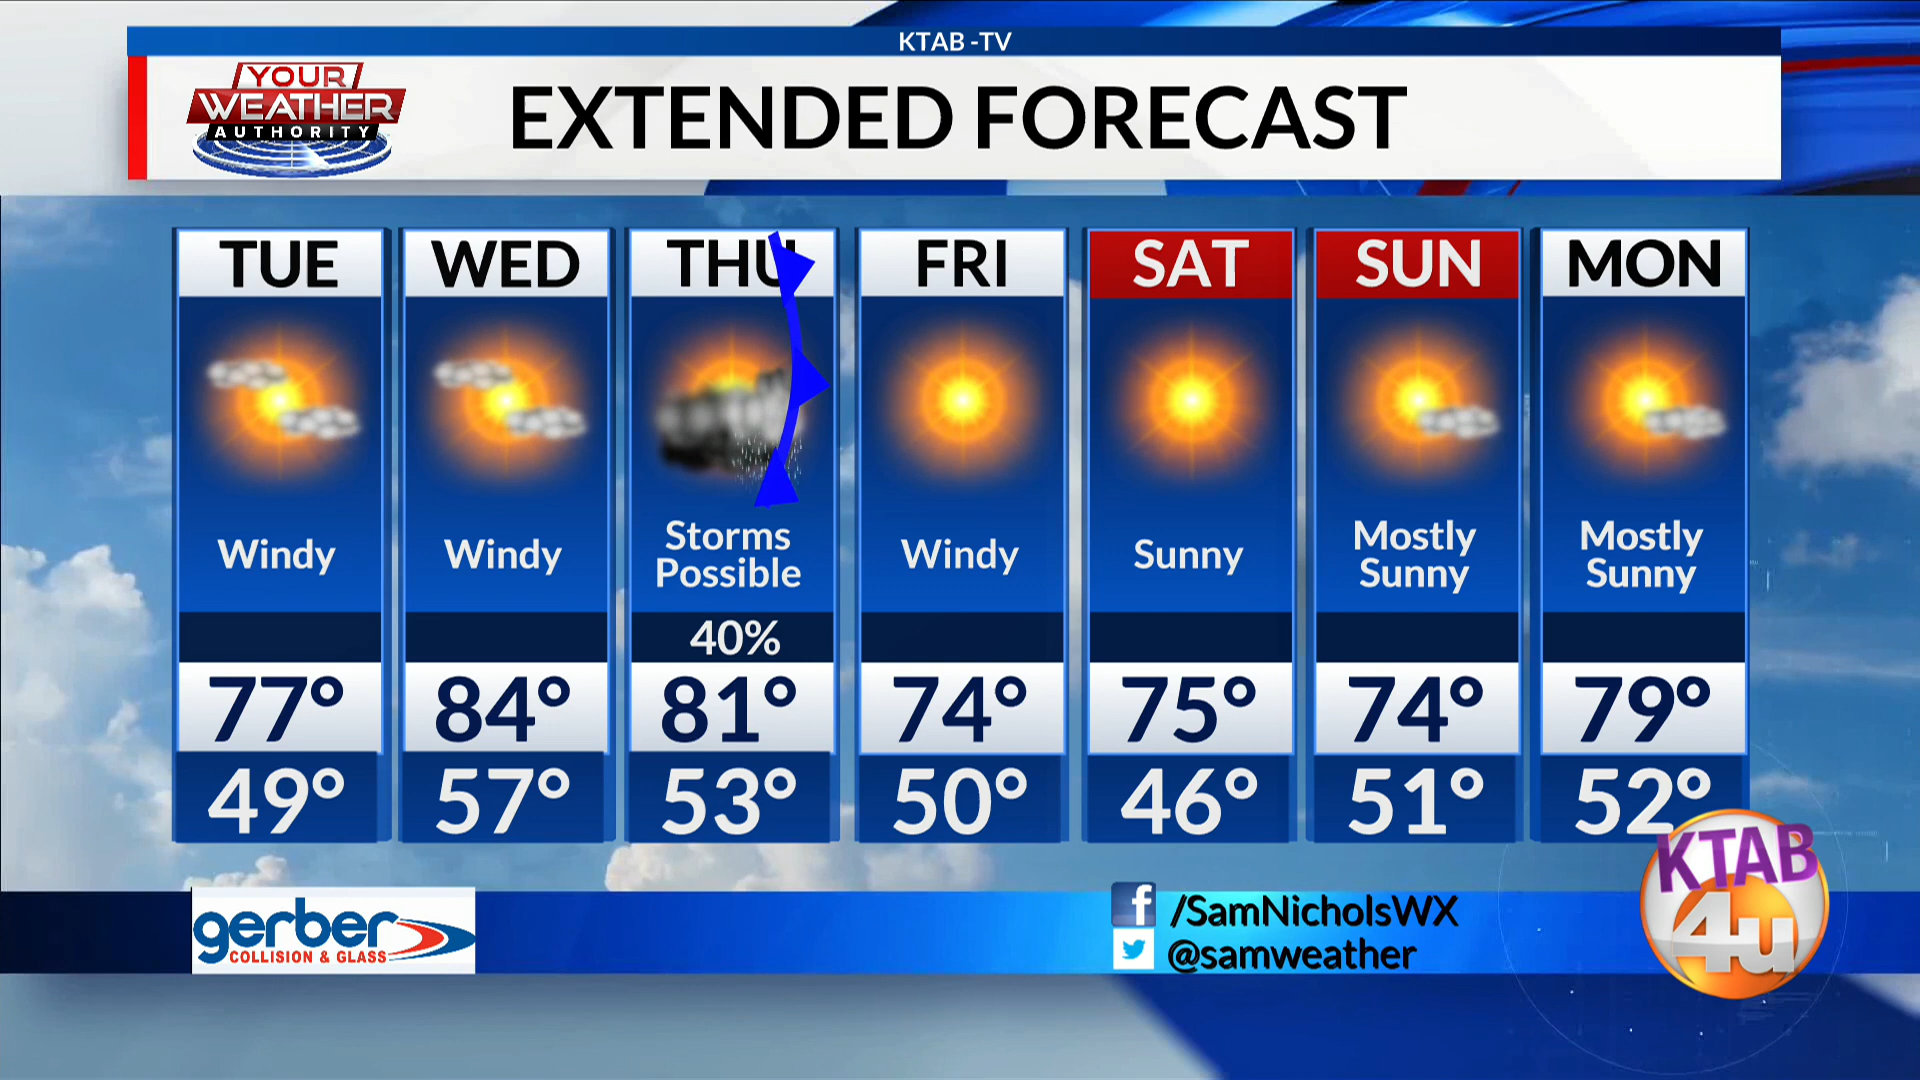 KTAB -TV
YOUR
WEATHER
AUTHORITY
EXTENDED FORECAST
TUE WED THU FRI SAT SUN MON
Windy Windy Storms Possible Windy Sunny Mostly Sunny Mostly Sunny
40%
77° 84° 81° 74° 75° 74° 79°
49° 57° 53° 50° 46° 51° 52°
gerber
COLLISION & GLASS
f /SamNicholsWX
@samweather
KTAB
4u